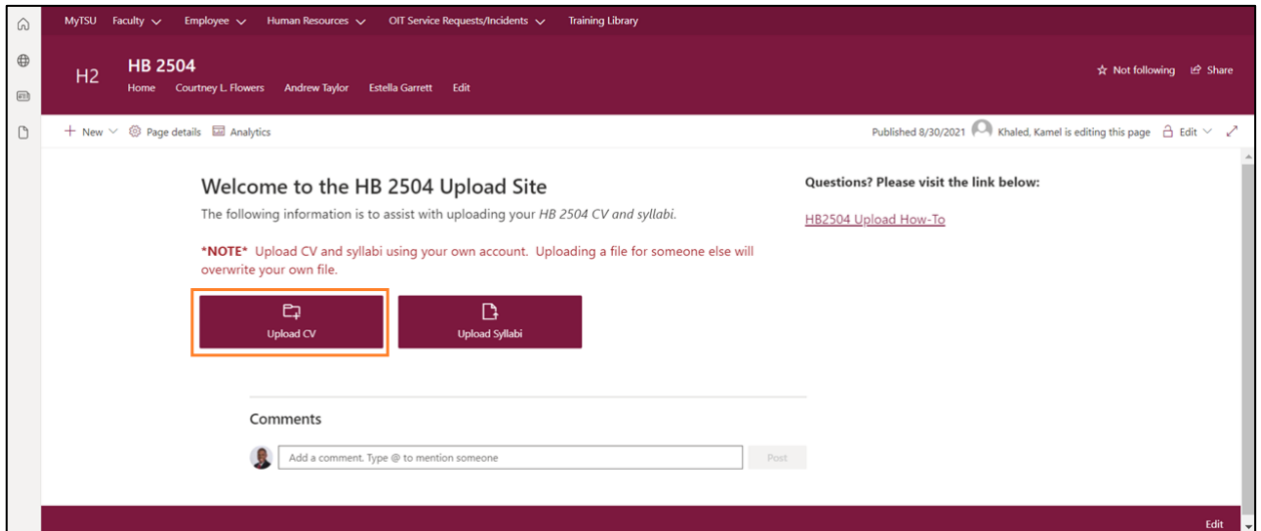 MyTSU Faculty Employee Human Resources OIT Service Requests/Incidents Training Library
H2
HB 2504
Home Courtney L. Flowers Andrew Taylor Estella Garrett Edit
Not following Share
New Page details Analytics
Published 8/30/2021 Khaled, Kamel is editing this page Edit
Welcome to the HB 2504 Upload Site
The following information is to assist with uploading your HB 2504 CV and syllabi.
*NOTE* Upload CV and syllabi using your own account. Uploading a file for someone else will
overwrite your own file.
Upload CV
Upload Syllabi
Questions? Please visit the link below:
HB2504 Upload How-To
Comments
Add a comment. Type @ to mention someone
Post
Edit